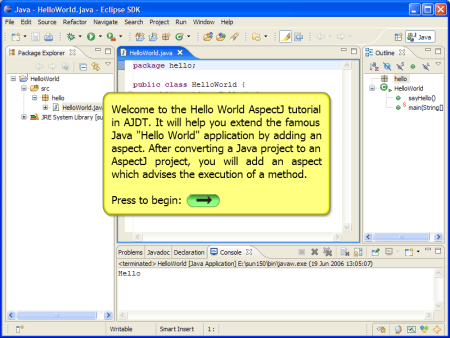 Java - HelloWorld.java - Eclipse SDK
File Edit Source Refactor Navigate Search Project Run Window Help
Java
Package Explorer
HelloWorld
src
hello
HelloWorld.java
JRE System Library [sun
HelloWorld.java
package hello;
public class HelloWorld {
Outline
hello
HelloWorld
sayHello()
main(String[]
Welcome to the Hello World AspectJ tutorial
in AJDT. It will help you extend the famous
Java "Hello World" application by adding an
aspect. After converting a Java project to an
AspectJ project, you will add an aspect
which advises the execution of a method.
Press to begin:
Problems Javadoc Declaration Console
<terminated> HelloWorld [Java Application] E:\sun150\bin\javaw.exe (19 Jun 2006 13:05:07)
Hello
Writable Smart Insert 1 :